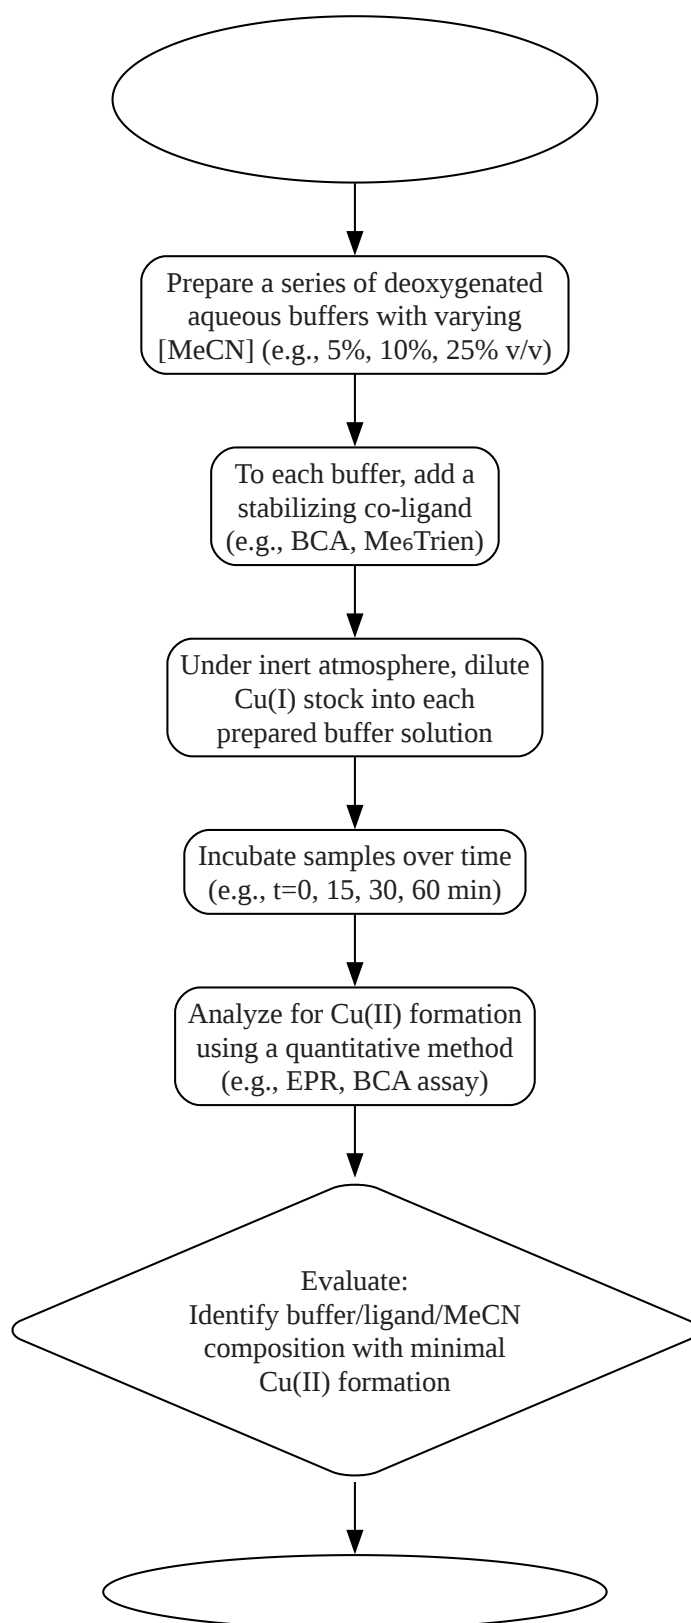 Prepare a series of deoxygenated
aqueous buffers with varying
[MeCN] (e.g., 5%, 10%, 25% v/v)
To each buffer, add a
stabilizing co-ligand
(e.g., BCA, Me₆Trien)
Under inert atmosphere, dilute
Cu(I) stock into each
prepared buffer solution
Incubate samples over time
(e.g., t=0, 15, 30, 60 min)
Analyze for Cu(II) formation
using a quantitative method
(e.g., EPR, BCA assay)
Evaluate:
Identify buffer/ligand/MeCN
composition with minimal
Cu(II) formation